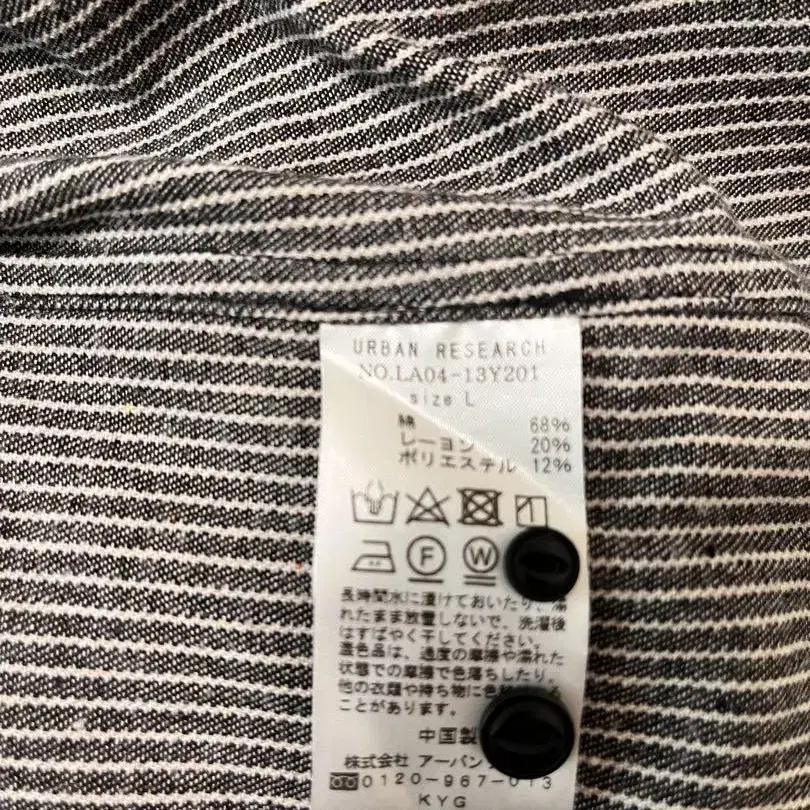 URBAN RESEARCH
NO.LA04-13Y201
size L
綿 68%
レーヨン 20%
ポリエステル 12%
F W
長時間水に漬けておいたり、濡
れたまま放置しないで、洗濯後
はすばやく干してください。
濃色品は、過度の摩擦や濡れた
状態での摩擦で色落ちしたり、
他の衣類や持ち物に色
ことがあります。
中国製
株式会社 アーバン
0120-967-013
KYG